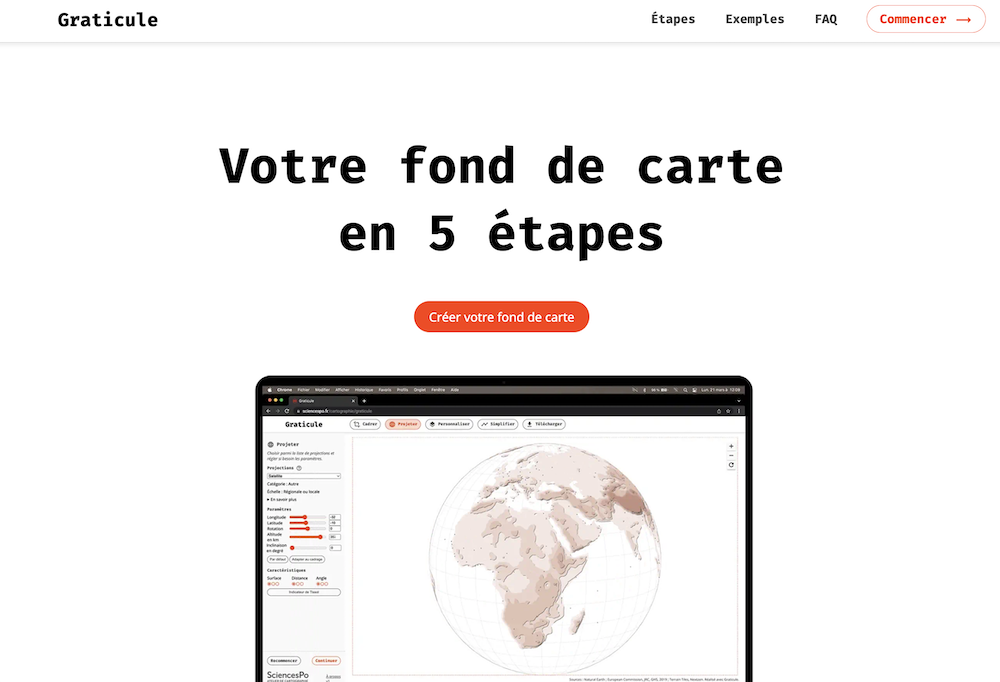 Graticule
Étapes Exemples FAQ Commencer →
Votre fond de carte
en 5 étapes
Créer votre fond de carte
Chrome Fichier Modifier Afficher Historique Favoris Profils Onglet Fenêtre Aide
Graticule
sciencespo.fr/cartographie/graticule
Graticule Cadrer Projeter Personnaliser Simplifier Télécharger
Projeter
Choisir parmi la liste de projections et
régler si besoin les paramètres.
Projections
Satellite
Catégorie : Autre
Échelle : Régionale ou locale
En savoir plus
Paramètres
Longitude
Latitude
Rotation
Altitude
en km
Inclinaison
en degré
Par défaut Adapter au cadrage
Caractéristiques
Surface Distance Angle
Indicateur de Tissot
Recommencer Continuer
SciencesPo